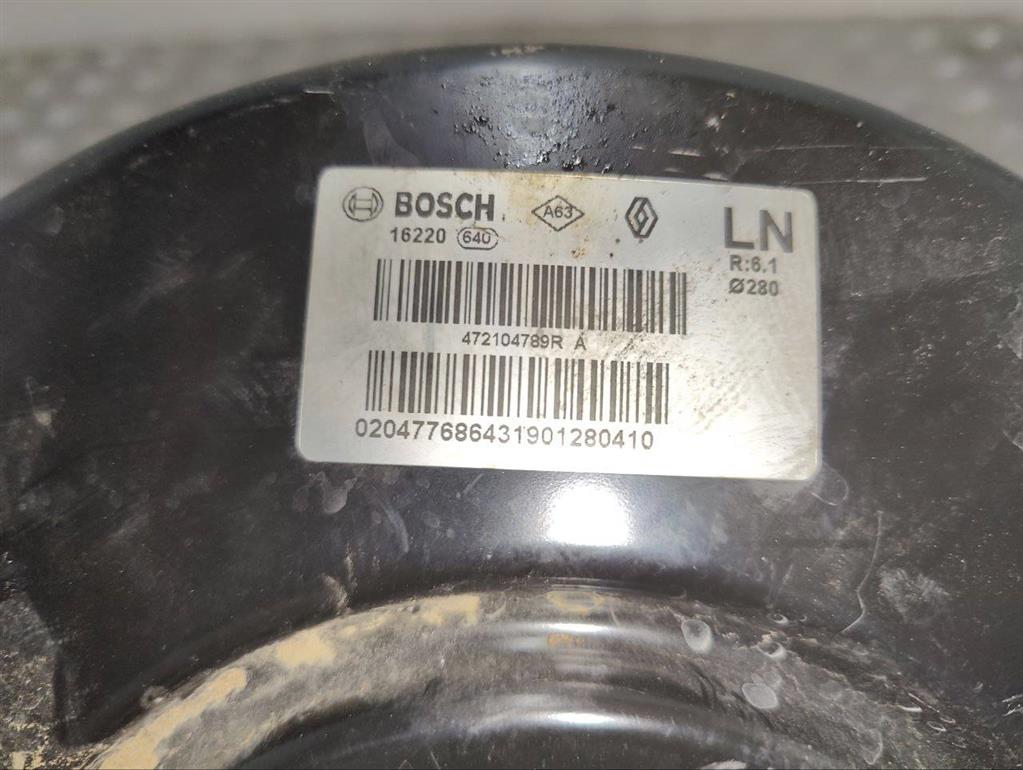 BOSCH A63 LN
16220 640 R:6.1
Ø280
472104789R A
020477686431901280410